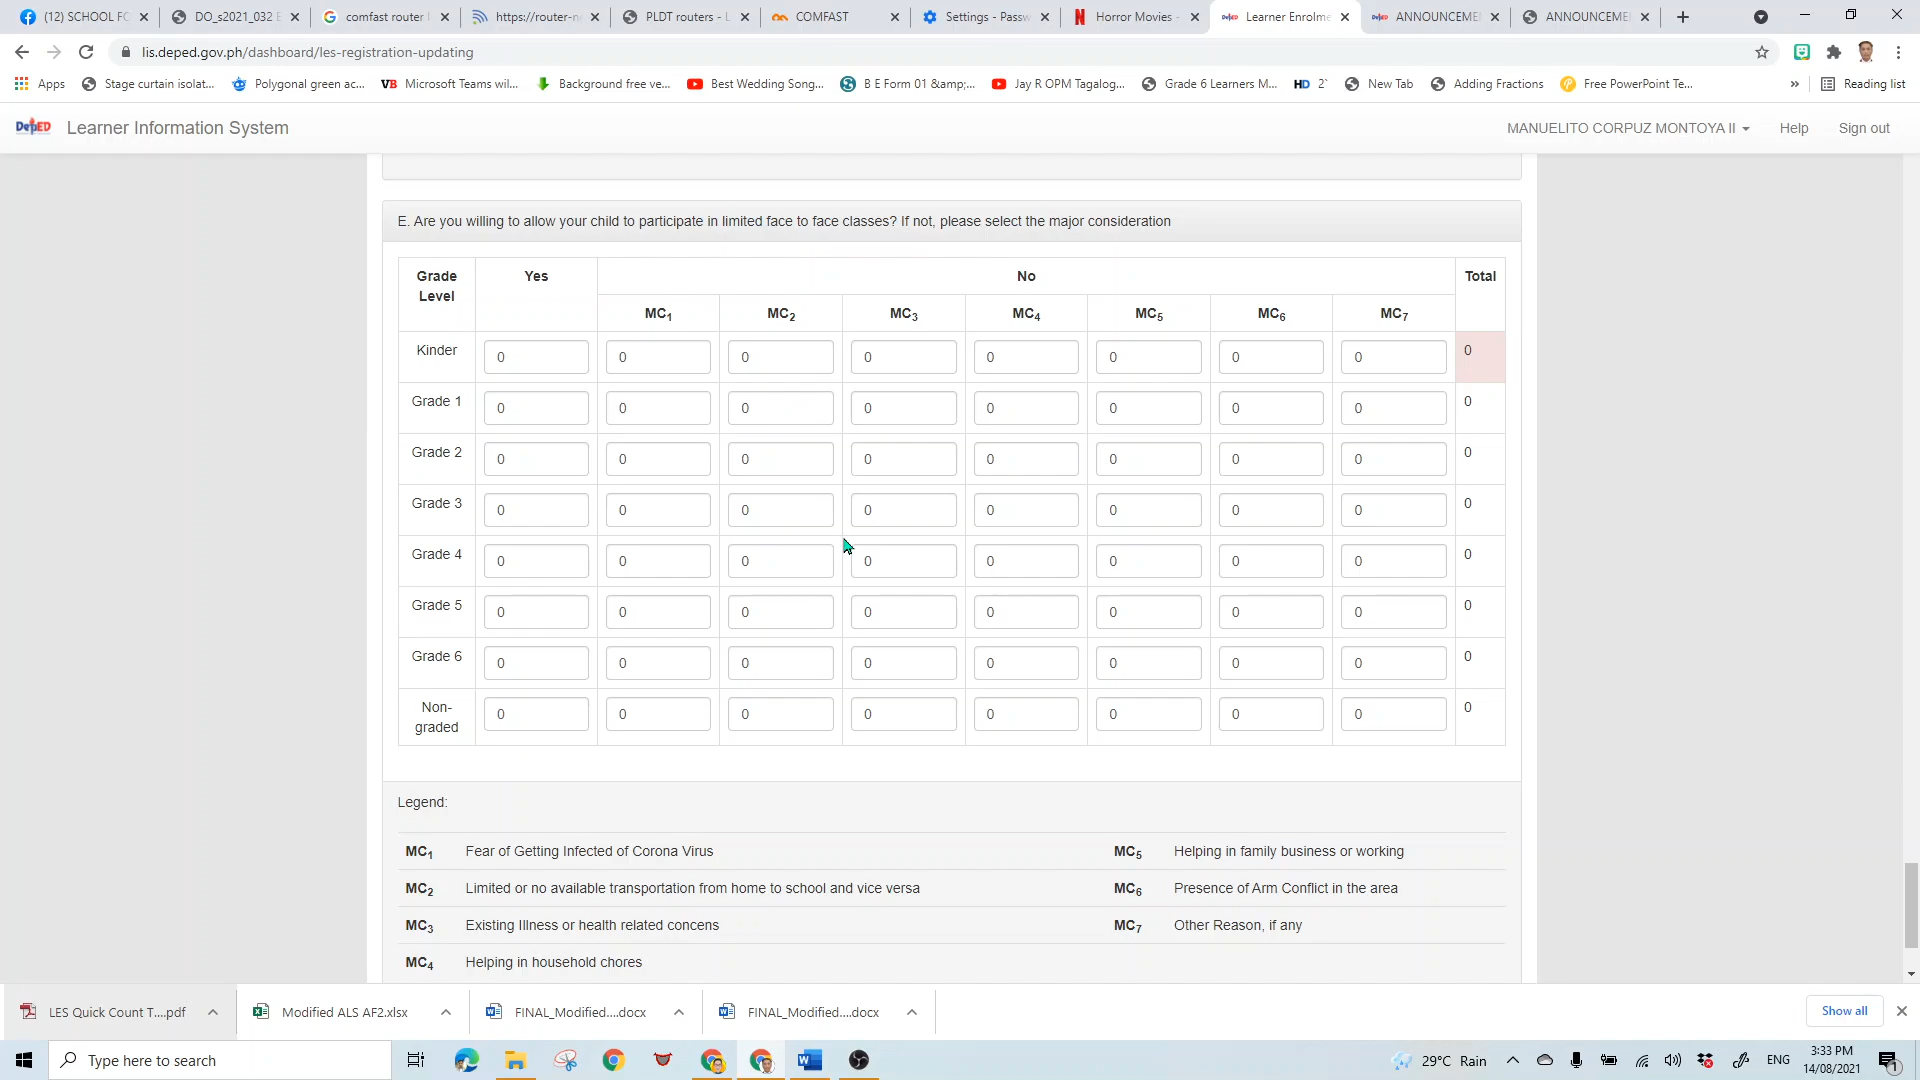 (12) SCHOOL FC
DO_s2021_032 E
comfast router l
https://router-n
PLDT routers - L
COMFAST
Settings - Passw
Horror Movies -
Learner Enrolme
ANNOUNCEME
ANNOUNCEME
lis.deped.gov.ph/dashboard/les-registration-updating
Apps
Stage curtain isolat...
Polygonal green ac...
Microsoft Teams wil...
Background free ve...
Best Wedding Song...
B E Form 01 &amp;...
Jay R OPM Tagalog...
Grade 6 Learners M...
HD 2`
New Tab
Adding Fractions
Free PowerPoint Te...
» Reading list
DepED Learner Information System
MANUELITO CORPUZ MONTOYA II Help Sign out
E. Are you willing to allow your child to participate in limited face to face classes? If not, please select the major consideration
Grade Level Yes No Total
MC1 MC2 MC3 MC4 MC5 MC6 MC7
Kinder 0 0 0 0 0 0 0 0 0
Grade 1 0 0 0 0 0 0 0 0 0
Grade 2 0 0 0 0 0 0 0 0 0
Grade 3 0 0 0 0 0 0 0 0 0
Grade 4 0 0 0 0 0 0 0 0 0
Grade 5 0 0 0 0 0 0 0 0 0
Grade 6 0 0 0 0 0 0 0 0 0
Non-graded 0 0 0 0 0 0 0 0 0
Legend:
MC1 Fear of Getting Infected of Corona Virus
MC5 Helping in family business or working
MC2 Limited or no available transportation from home to school and vice versa
MC6 Presence of Arm Conflict in the area
MC3 Existing Illness or health related concens
MC7 Other Reason, if any
MC4 Helping in household chores
LES Quick Count T....pdf
Modified ALS AF2.xlsx
FINAL_Modified....docx
FINAL_Modified....docx
Show all
Type here to search
29°C Rain
ENG
3:33 PM
14/08/2021
1